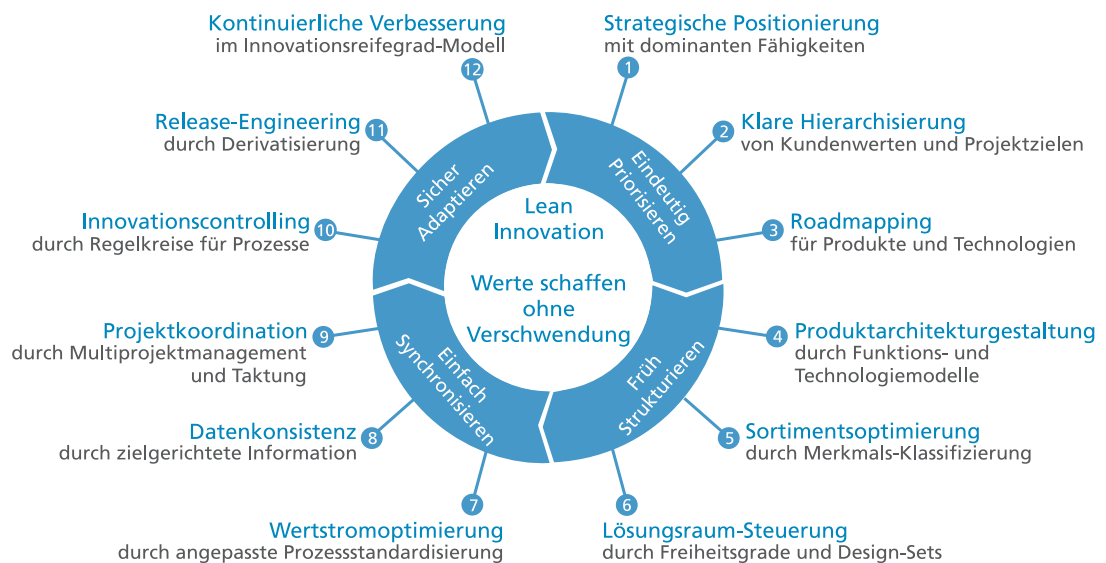 Strategische Positionierung
mit dominanten Fähigkeiten
1
2
Klare Hierarchisierung
von Kundenwerten und Projektzielen
3
Roadmapping
für Produkte und Technologien
4
Produktarchitekturgestaltung
durch Funktions- und
Technologiemodelle
5
Sortimentsoptimierung
durch Merkmals-Klassifizierung
6
Lösungsraum-Steuerung
durch Freiheitsgrade und Design-Sets
7
Wertstromoptimierung
durch angepasste Prozessstandardisierung
Datenkonsistenz
8
durch zielgerichtete Information
Projektkoordination
9
durch Multiprojektmanagement
und Taktung
Innovationscontrolling
10
durch Regelkreise für Prozesse
Release-Engineering
11
durch Derivatisierung
Kontinuierliche Verbesserung
im Innovationsreifegrad-Modell
12
Eindeutig
Priorisieren
Früh
Strukturieren
Einfach
Synchronisieren
Sicher
Adaptieren
Lean
Innovation
Werte schaffen
ohne
Verschwendung